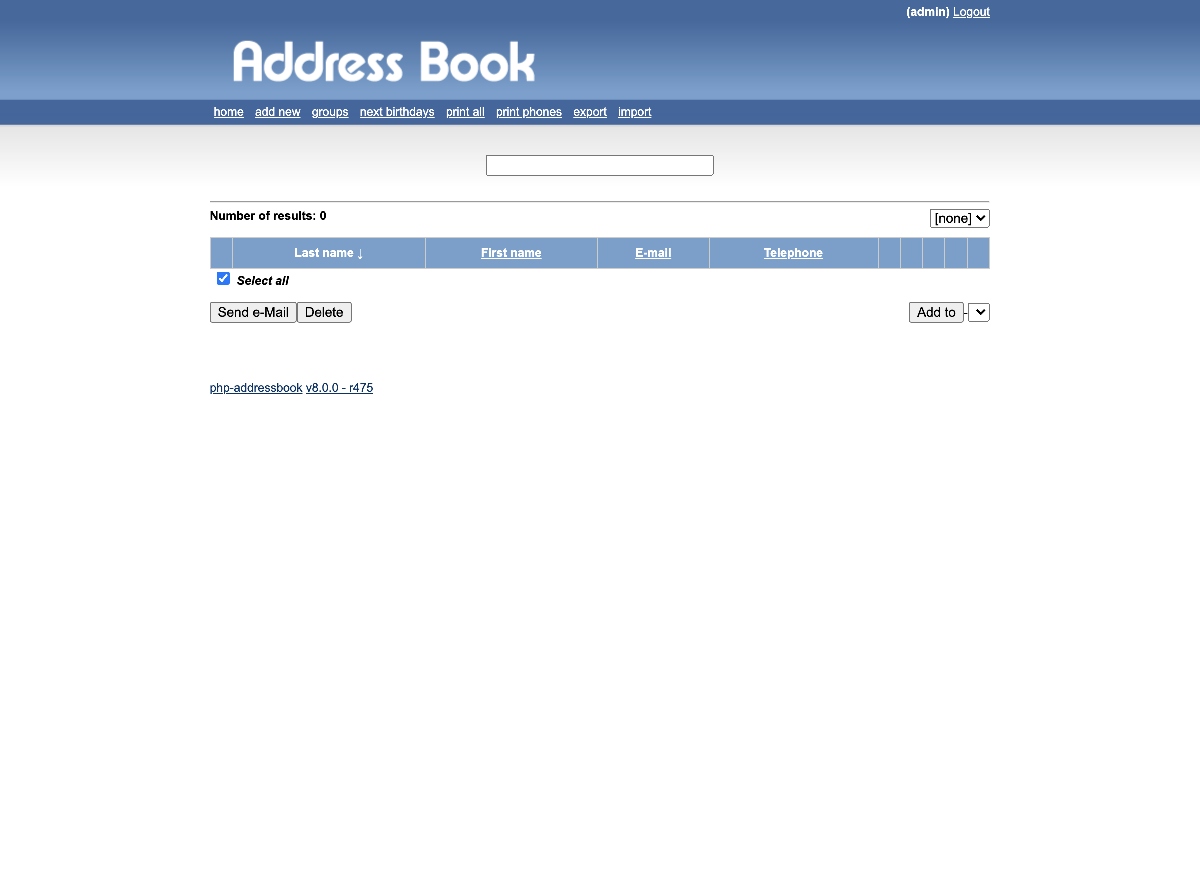 (admin) Logout
Address Book
home add new groups next birthdays print all print phones export import
Number of results: 0
[none]
Last name ↓ First name E-mail Telephone
Select all
Send e-Mail Delete Add to -
php-addressbook v8.0.0 - r475